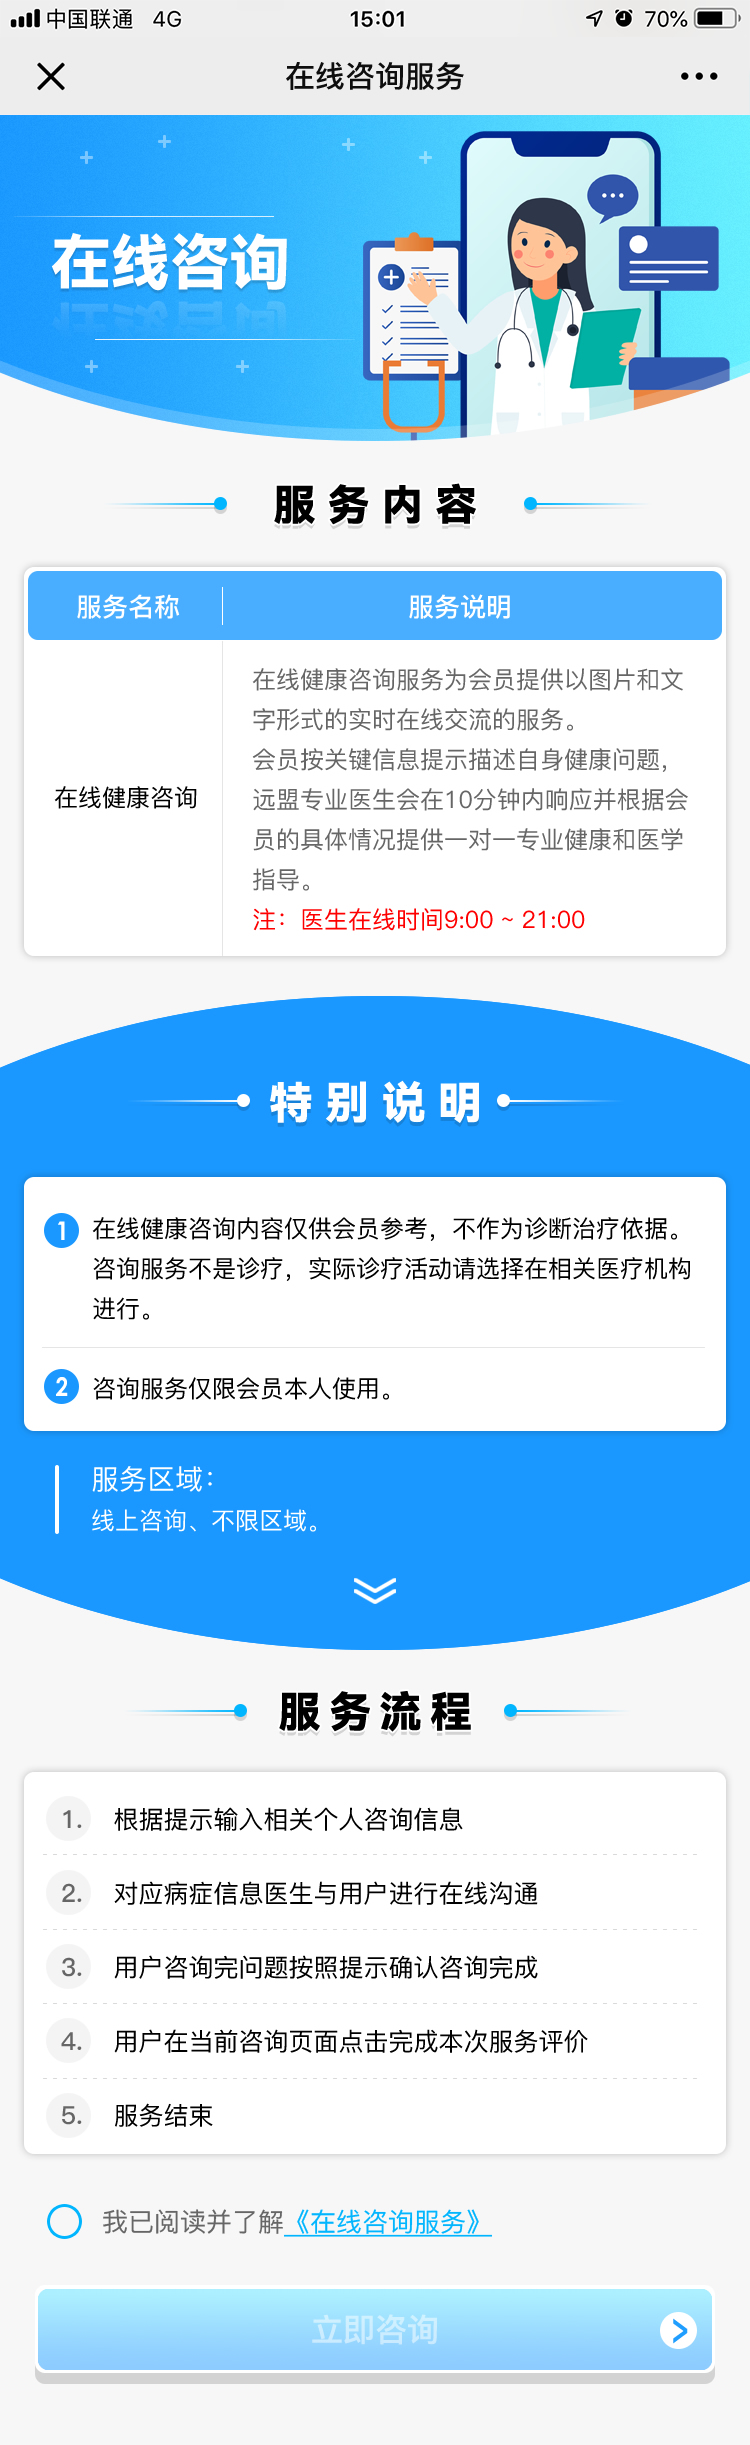 中国联通 4G 15:01 70%
在线咨询服务
在线咨询
服务内容
服务名称 服务说明
在线健康咨询
在线健康咨询服务为会员提供以图片和文
字形式的实时在线交流的服务。
会员按关键信息提示描述自身健康问题，
远盟专业医生会在10分钟内响应并根据会
员的具体情况提供一对一专业健康和医学
指导。
注：医生在线时间9:00 ~ 21:00
特别说明
1 在线健康咨询内容仅供会员参考，不作为诊断治疗依据。
咨询服务不是诊疗，实际诊疗活动请选择在相关医疗机构
进行。
2 咨询服务仅限会员本人使用。
服务区域：
线上咨询、不限区域。
服务流程
1. 根据提示输入相关个人咨询信息
2. 对应病症信息医生与用户进行在线沟通
3. 用户咨询完问题按照提示确认咨询完成
4. 用户在当前咨询页面点击完成本次服务评价
5. 服务结束
我已阅读并了解《在线咨询服务》
立即咨询